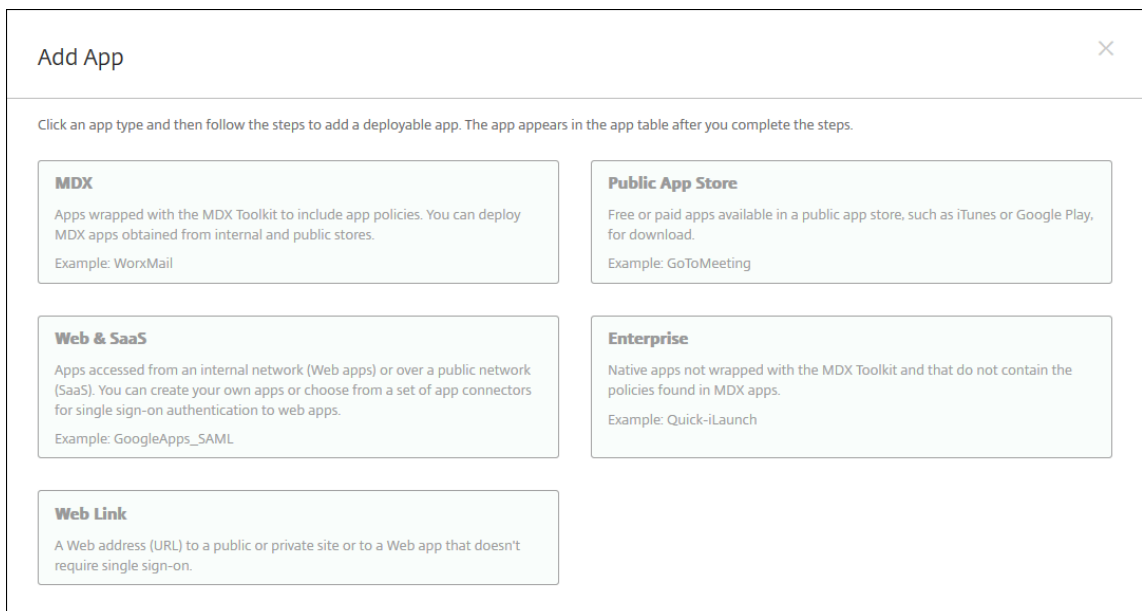 Add App
Click an app type and then follow the steps to add a deployable app. The app appears in the app table after you complete the steps.
MDX
Apps wrapped with the MDX Toolkit to include app policies. You can deploy
MDX apps obtained from internal and public stores.
Example: WorxMail
Public App Store
Free or paid apps available in a public app store, such as iTunes or Google Play,
for download.
Example: GoToMeeting
Web & SaaS
Apps accessed from an internal network (Web apps) or over a public network
(SaaS). You can create your own apps or choose from a set of app connectors
for single sign-on authentication to web apps.
Example: GoogleApps_SAML
Enterprise
Native apps not wrapped with the MDX Toolkit and that do not contain the
policies found in MDX apps.
Example: Quick-iLaunch
Web Link
A Web address (URL) to a public or private site or to a Web app that doesn't
require single sign-on.